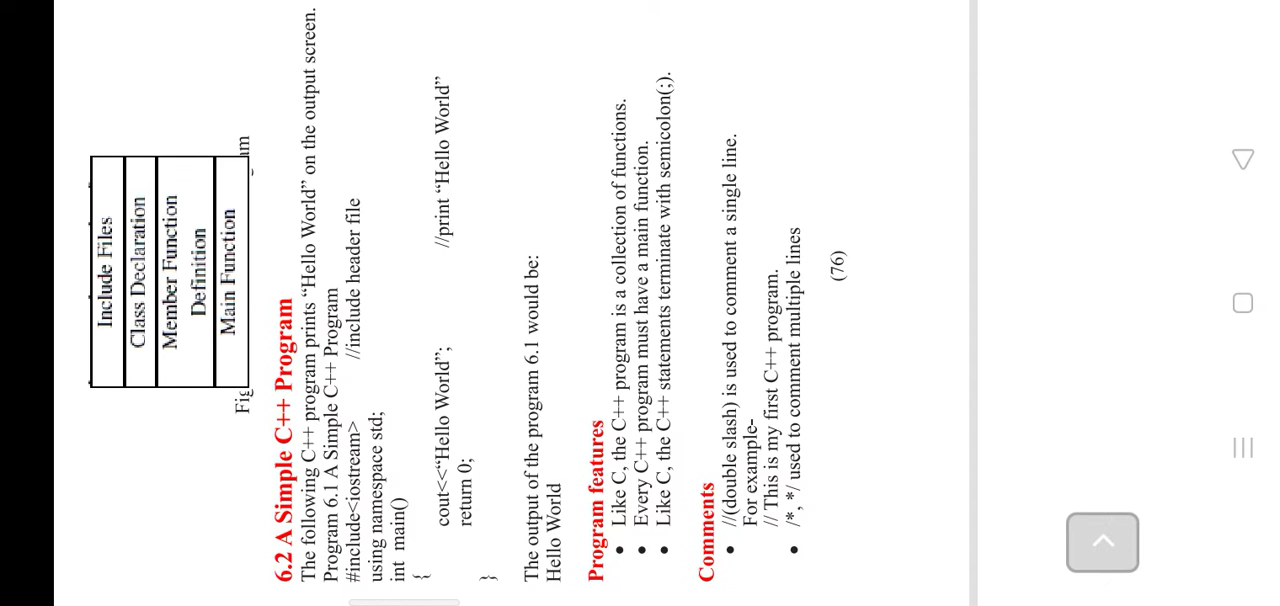 Include Files
Class Declaration
Member Function
Definition
Main Function
6.2 A Simple C++ Program
The following C++ program prints “Hello World” on the output screen.
Program 6.1 A Simple C++ Program
#include<iostream> //include header file
using namespace std;
int main()
{
cout<<“Hello World”; //print “Hello World”
return 0;
}
The output of the program 6.1 would be:
Hello World
Program features
• Like C, the C++ program is a collection of functions.
• Every C++ program must have a main function.
• Like C, the C++ statements terminate with semicolon(;).
Comments
• //(double slash) is used to comment a single line.
For example-
// This is my first C++ program.
• /*, */ used to comment multiple lines
(76)